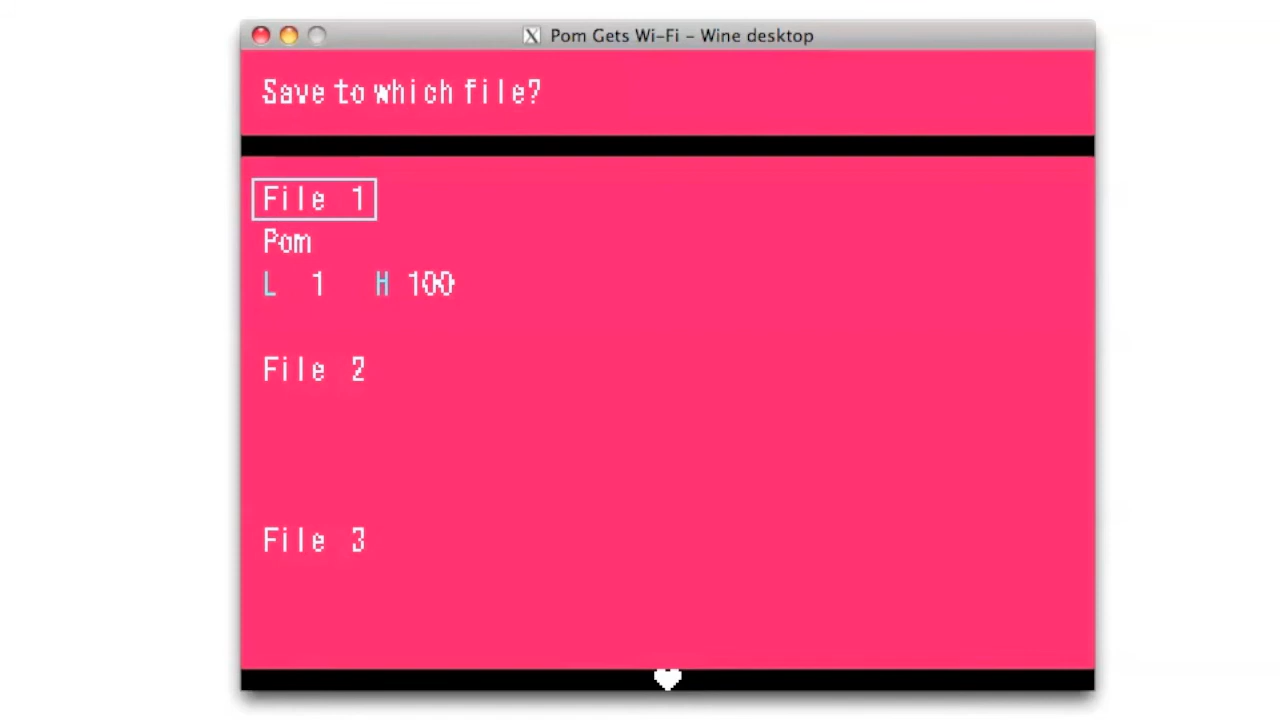 Pom Gets Wi-Fi – Wine desktop
Save to which file?
File 1
Pom
L 1 H 100
File 2
File 3